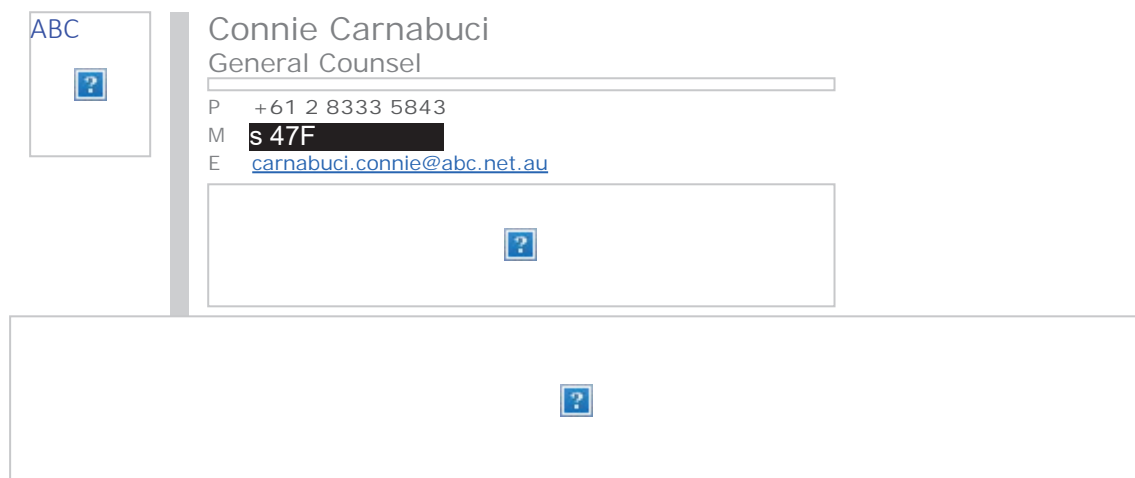 ABC
Connie Carnabuci
General Counsel
P +61 2 8333 5843
M s 47F
E carnabuci.connie@abc.net.au